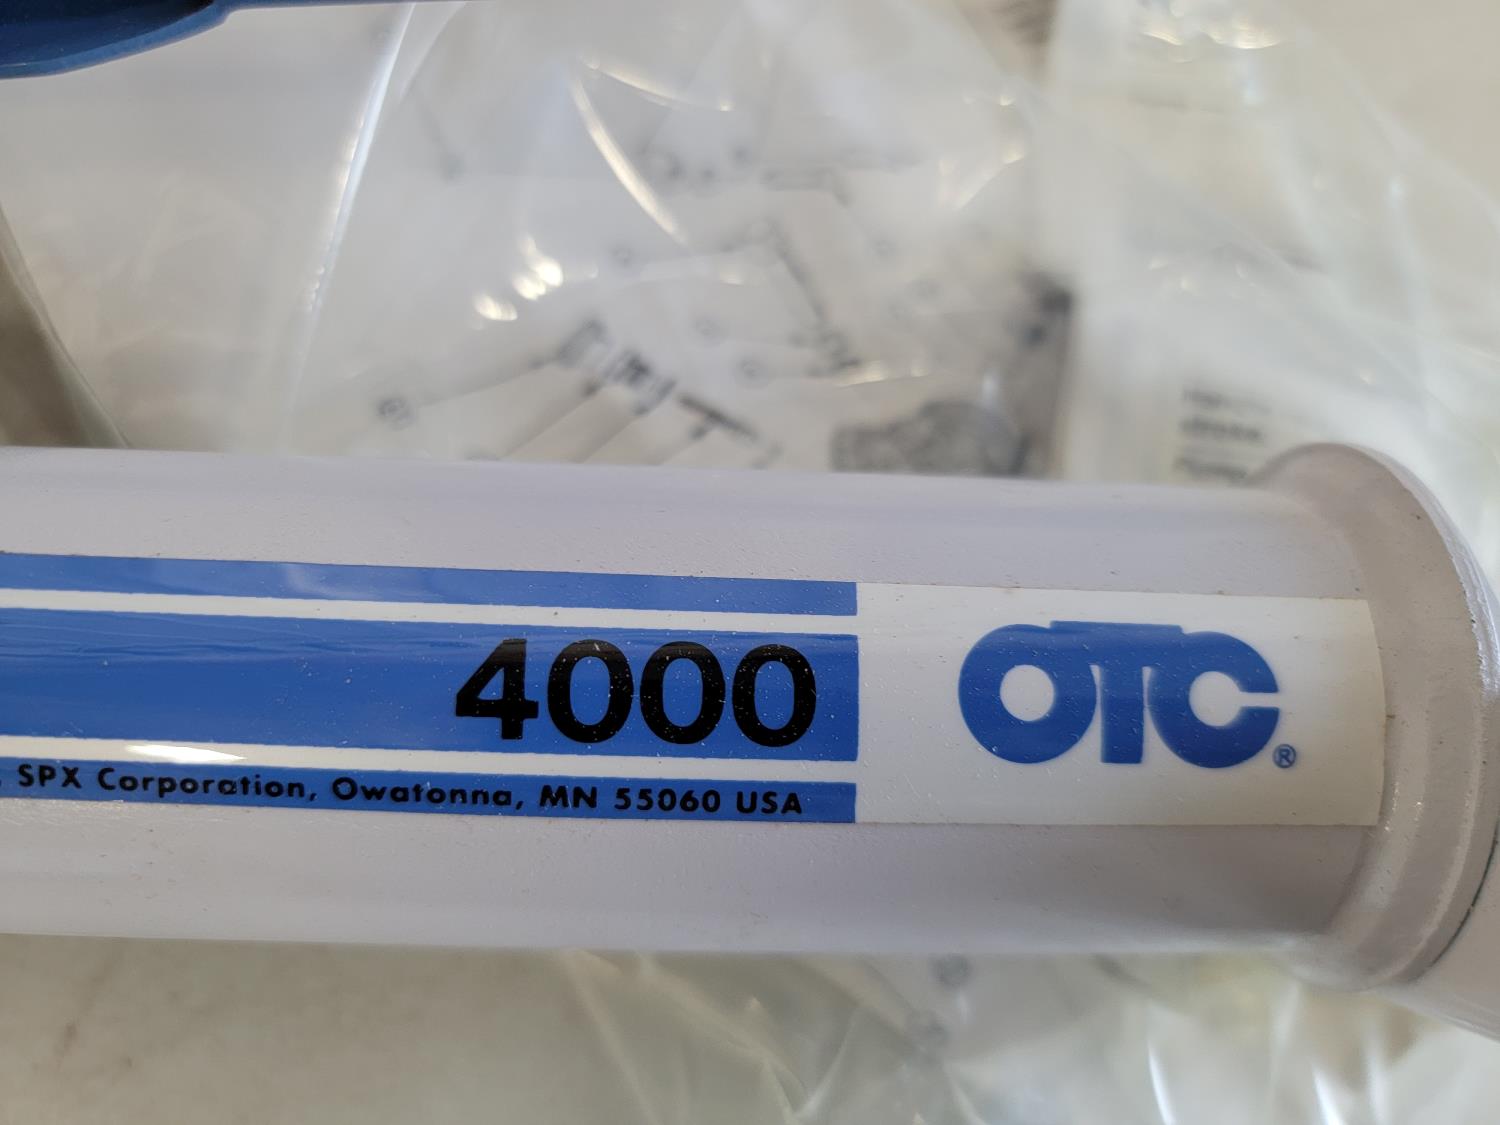 4000
OTC®
SPX Corporation, Owatonna, MN 55060 USA